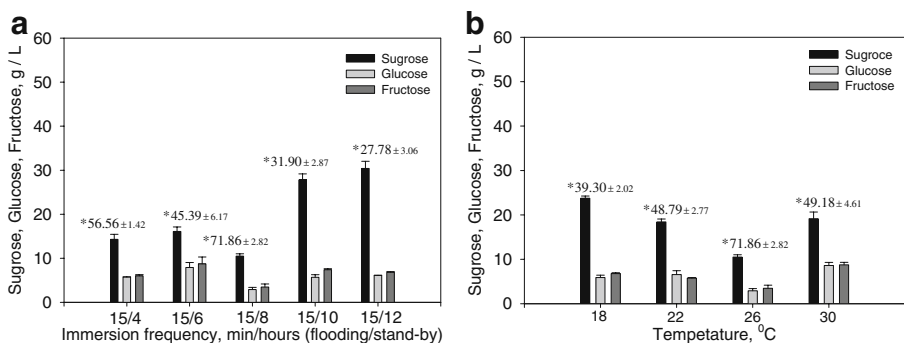 a
60
50
40
30
20
10
0
Sugrose, Glucose, Fructose, g / L
Sugrose
Glucose
Fructose
*56.56 ± 1.42
*45.39 ± 6.17
*71.86 ± 2.82
*31.90 ± 2.87
*27.78 ± 3.06
15/4 15/6 15/8 15/10 15/12
Immersion frequency, min/hours (flooding/stand-by)
b
60
50
40
30
20
10
0
Sugrose, Glucose, Fructose, g / L
Sugroce
Glucose
Fructose
*39.30 ± 2.02
*48.79 ± 2.77
*71.86 ± 2.82
*49.18 ± 4.61
18 22 26 30
Tempetature, ⁰C